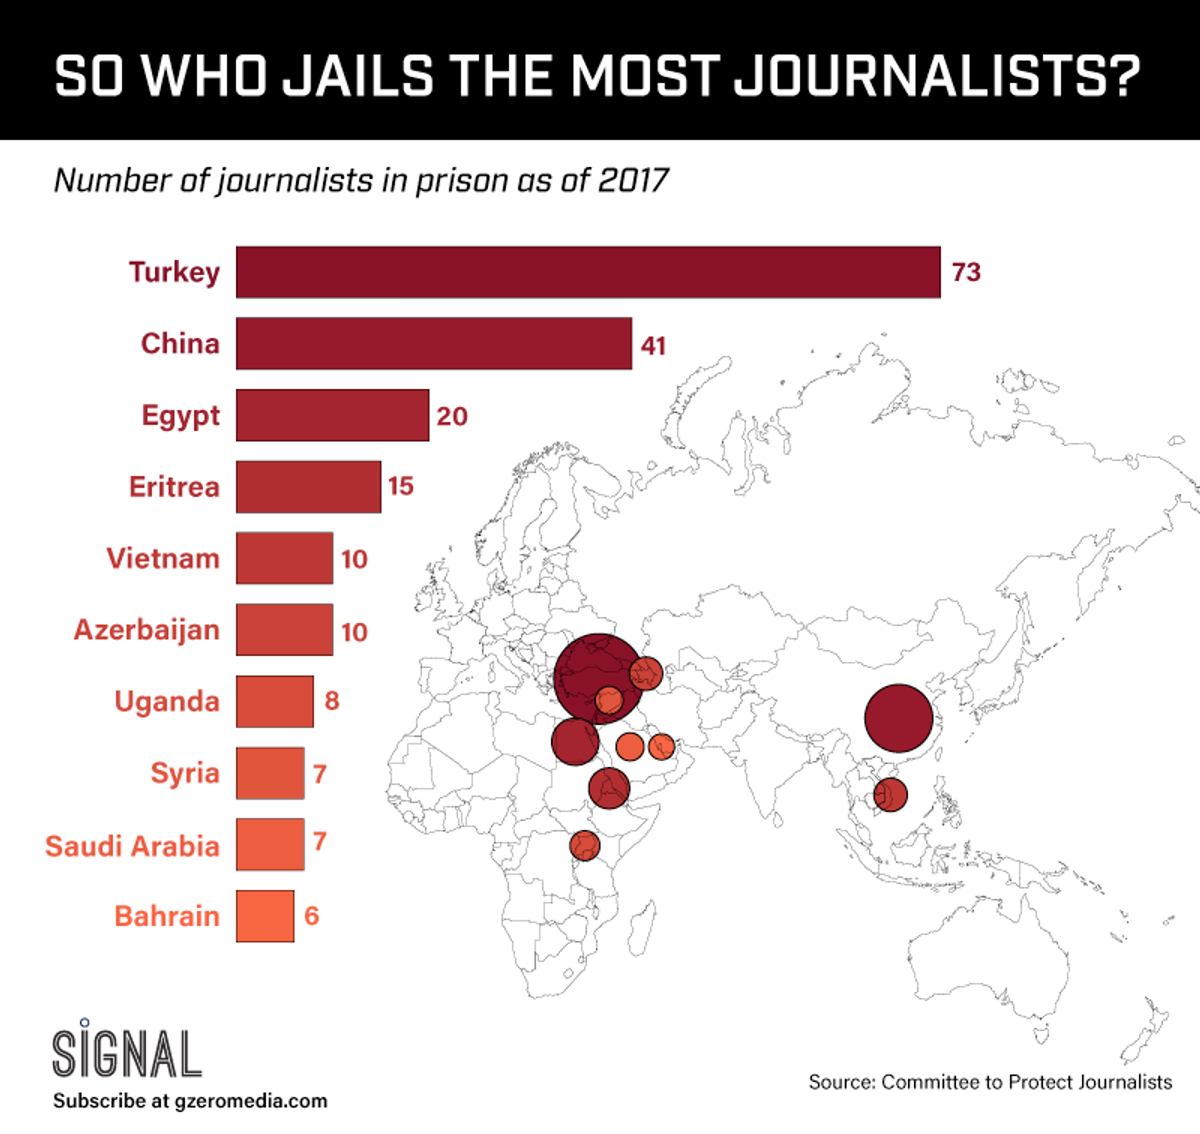 SO WHO JAILS THE MOST JOURNALISTS?
Number of journalists in prison as of 2017
Turkey 73
China 41
Egypt 20
Eritrea 15
Vietnam 10
Azerbaijan 10
Uganda 8
Syria 7
Saudi Arabia 7
Bahrain 6
SIGNAL
Subscribe at gzeromedia.com
Source: Committee to Protect Journalists